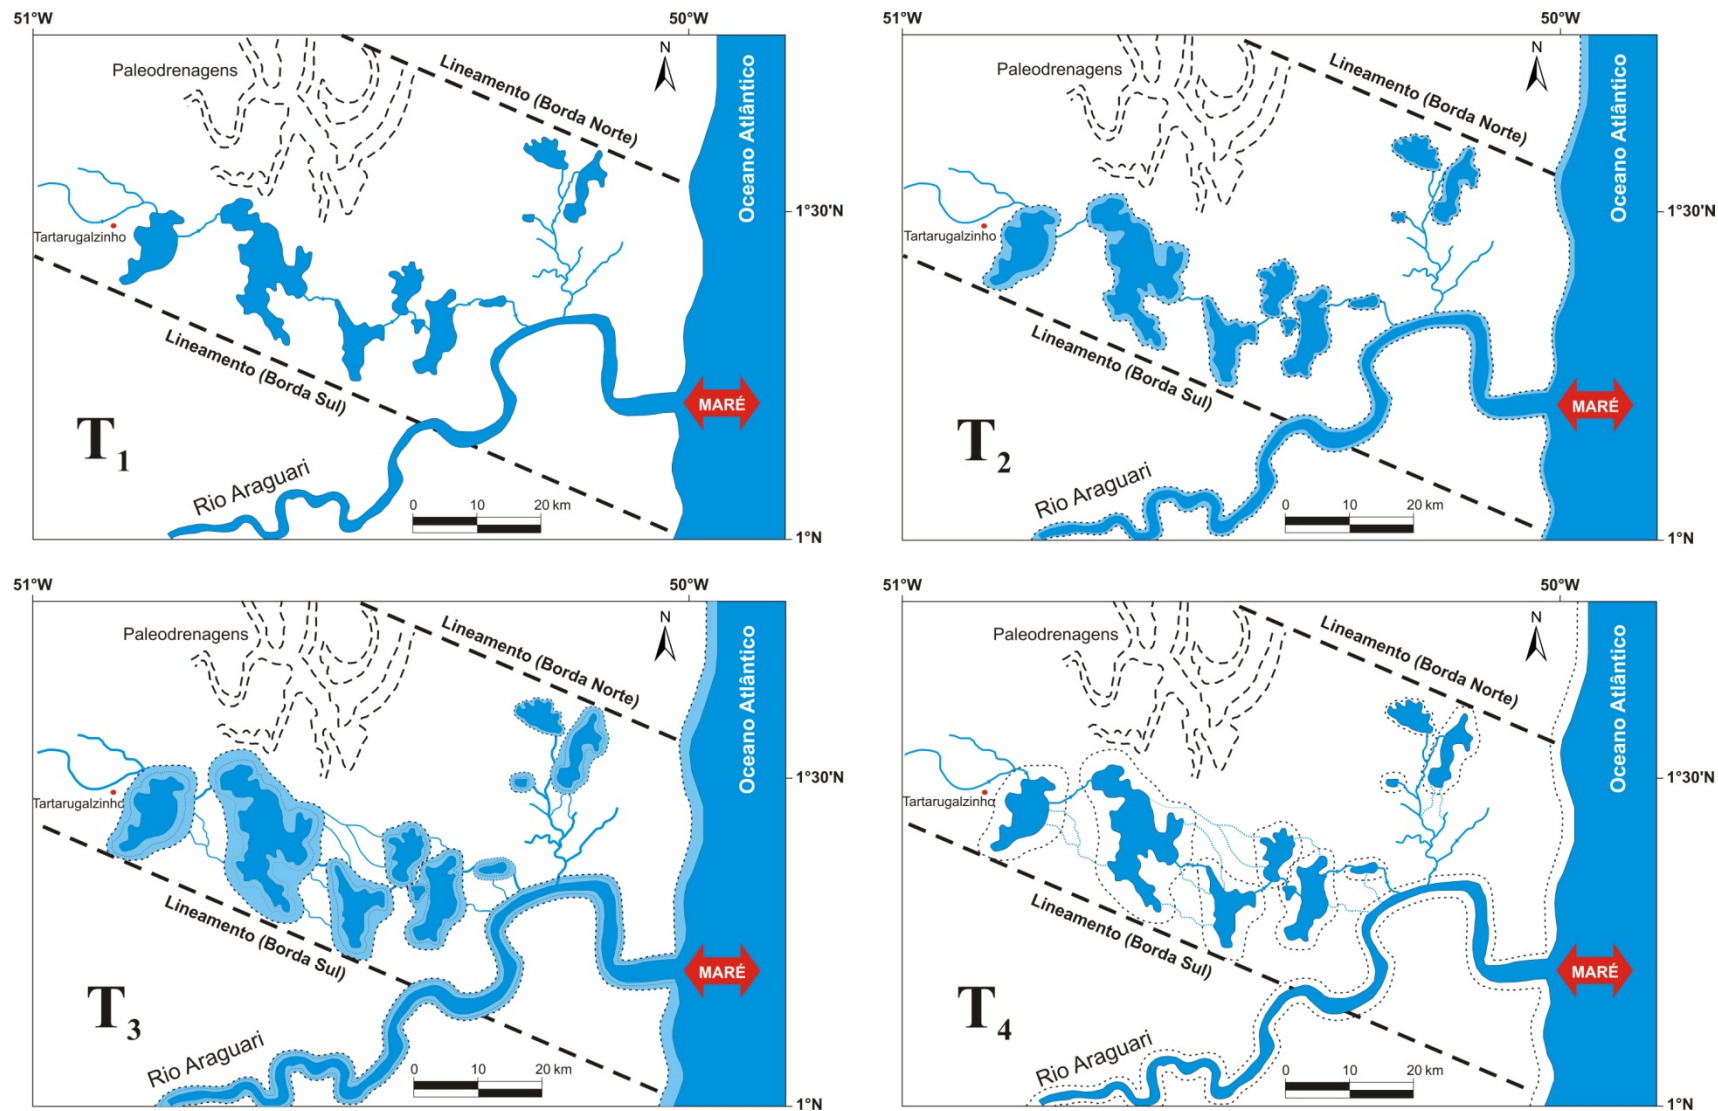 51°W
50°W
N
Paleodrenagens
Lineamento (Borda Norte)
Oceano Atlântico
1°30'N
Tartarugalzinho
Lineamento (Borda Sul)
MARÉ
T1
Rio Araguari
0 10 20 km
1°N
51°W
50°W
N
Paleodrenagens
Lineamento (Borda Norte)
Oceano Atlântico
1°30'N
Tartarugalzinho
Lineamento (Borda Sul)
MARÉ
T2
Rio Araguari
0 10 20 km
1°N
51°W
50°W
N
Paleodrenagens
Lineamento (Borda Norte)
Oceano Atlântico
1°30'N
Tartarugalzinho
Lineamento (Borda Sul)
MARÉ
T3
Rio Araguari
0 10 20 km
1°N
51°W
50°W
N
Paleodrenagens
Lineamento (Borda Norte)
Oceano Atlântico
1°30'N
Tartarugalzinho
Lineamento (Borda Sul)
MARÉ
T4
Rio Araguari
0 10 20 km
1°N